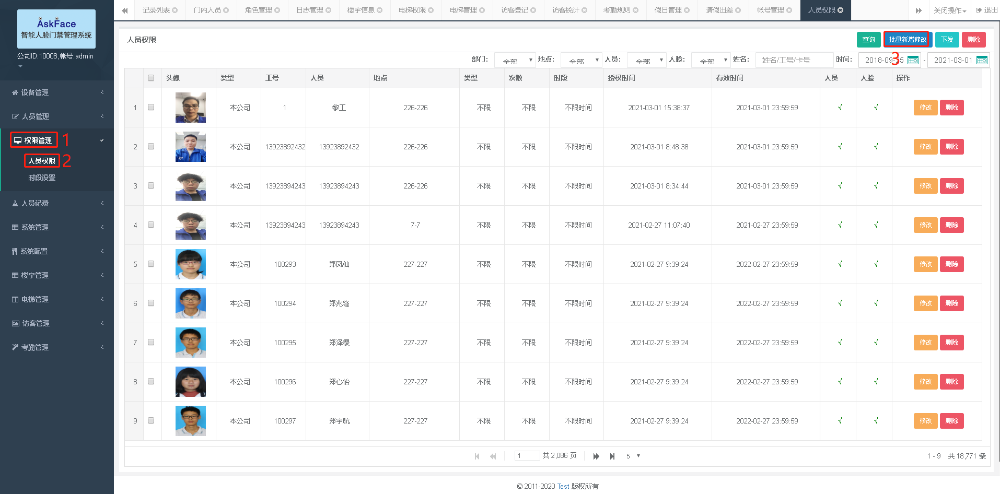 AskFace
智能人脸门禁管理系统
公司ID:10008,帐号:admin
设备管理
人员管理
权限管理 1
人员权限 2
时段设置
人员记录
系统管理
系统配置
楼宇管理
电梯管理
访客管理
考勤管理
记录列表 门内人员 角色管理 日志管理 楼宇信息 电梯权限 电梯管理 访客登记 访客统计 考勤规则 假日管理 请假出差 帐号管理 人员权限 关闭操作 退出
人员权限 查询 批量新增修改 下发 删除
部门: 全部 地点: 全部 人员: 全部 人脸: 全部 姓名: 姓名/工号/卡号 时间: 2018-09-25 - 2021-03-01
3
头像 类型 工号 人员 地点 类型 次数 时段 授权时间 有效时间 人员 人脸 操作
1 本公司 1 黎工 226-226 不限 不限 不限时间 2021-03-01 15:38:37 2021-03-01 23:59:59 √ √ 修改 删除
2 本公司 13923892432 13923892432 226-226 不限 不限 不限时间 2021-03-01 8:48:38 2021-03-01 23:59:59 √ √ 修改 删除
3 本公司 13923894243 13923894243 226-226 不限 不限 不限时间 2021-03-01 8:34:44 2021-03-01 23:59:59 √ √ 修改 删除
4 本公司 13923894243 13923894243 7-7 不限 不限 不限时间 2021-02-27 11:07:40 2021-02-27 23:59:59 √ √ 修改 删除
5 本公司 100293 郑凤仙 227-227 不限 不限 不限时间 2021-02-27 9:39:24 2022-02-27 23:59:59 √ √ 修改 删除
6 本公司 100294 郑兆锋 227-227 不限 不限 不限时间 2021-02-27 9:39:24 2022-02-27 23:59:59 √ √ 修改 删除
7 本公司 100295 郑泽稷 227-227 不限 不限 不限时间 2021-02-27 9:39:24 2022-02-27 23:59:59 √ √ 修改 删除
8 本公司 100296 郑心怡 227-227 不限 不限 不限时间 2021-02-27 9:39:24 2022-02-27 23:59:59 √ √ 修改 删除
9 本公司 100297 郑宇航 227-227 不限 不限 不限时间 2021-02-27 9:39:24 2022-02-27 23:59:59 √ √ 修改 删除
1 共 2,086 页 5 1 - 9 共 18,771 条
© 2011-2020 Test 版权所有